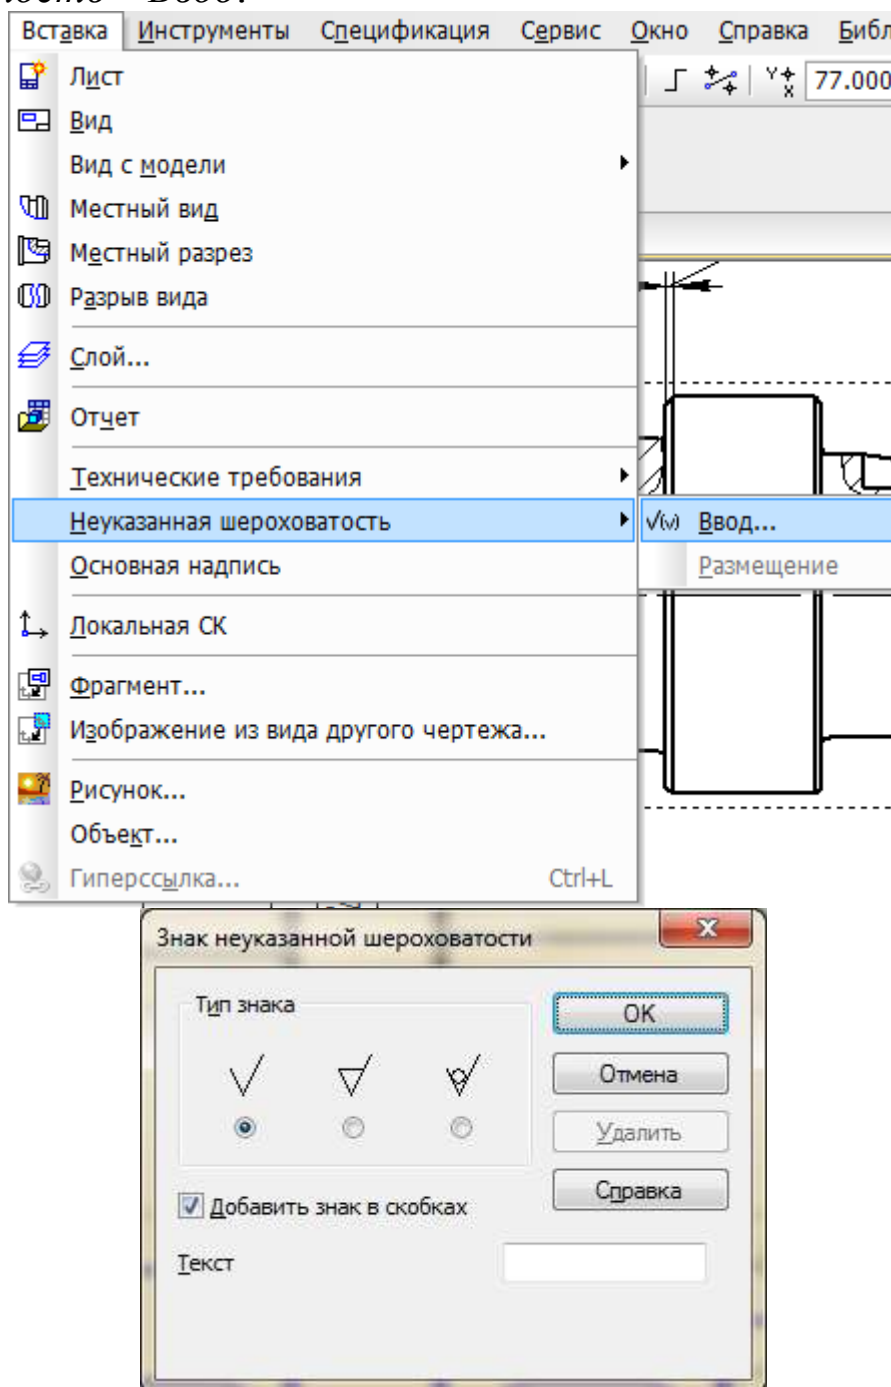 Вставка Инструменты Спецификация Сервис Окно Справка
Лист
77.000
Вид
Вид с модели
Местный вид
Местный разрез
Разрыв вида
Слой...
Отчет
Технические требования
Неуказанная шероховатость
Ввод...
Основная надпись
Размещение
Локальная СК
Фрагмент...
Изображение из вида другого чертежа...
Рисунок...
Объект...
Гиперссылка... Ctrl+L
Знак неуказанной шероховатости
Тип знака
OK
Отмена
Удалить
Добавить знак в скобках
Справка
Текст